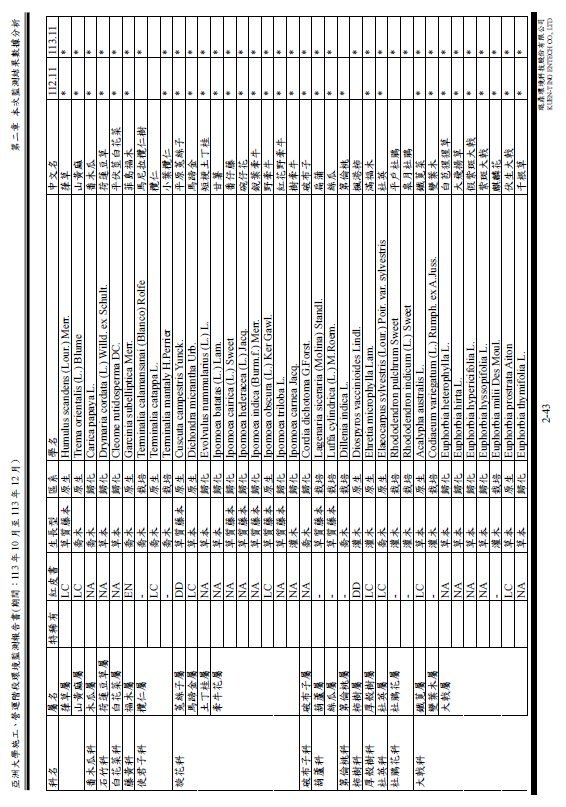 亞洲大學施工、營運階段環境監測報告書(期間：113年10月至113年12月) 第二章 本次監測結果數據分析
瑞鼎環境科技股份有限公司
KUEN-TING ENTECH CO., LTD
科名 屬名 特稀有 紅皮書 生長型 區系 學名 中文名 112.11 113.11
葎草屬 LC 草質藤本 原生 Humulus scandens (Lour.) Merr. 葎草 * *
山黃麻屬 LC 喬木 原生 Trema orientalis (L.) Blume 山黃麻 * *
番木瓜科 木瓜屬 NA 喬木 歸化 Carica papaya L. 番木瓜 * *
石竹科 荷蓮豆草屬 NA 草本 歸化 Drymaria cordata (L.) Willd. ex Schult. 荷蓮豆草 * *
白花菜科 白花菜屬 NA 草本 歸化 Cleome rutidosperma DC. 平伏莖白花菜 * *
藤黃科 福木屬 EN 喬木 原生 Garcinia subelliptica Merr. 菲島福木 * *
使君子科 欖仁屬 - 喬木 栽培 Terminalia calamansanai (Blanco) Rolfe 馬尼拉欖仁樹 * *
LC 喬木 原生 Terminalia catappa L. 欖仁
- 喬木 栽培 Terminalia mantaly H.Perrier 小葉欖仁 * *
旋花科 菟絲子屬 DD 草質藤本 原生 Cuscuta campestris Yunck. 平原菟絲子 * *
馬蹄金屬 LC 草本 原生 Dichondra micrantha Urb. 馬蹄金 * *
土丁桂屬 NA 草本 歸化 Evolvulus nummularius (L.) L. 短梗土丁桂 * *
牽牛花屬 NA 草質藤本 歸化 Ipomoea batatas (L.) Lam. 甘薯 * *
NA 草質藤本 歸化 Ipomoea cairica (L.) Sweet 番仔藤 * *
NA 草質藤本 歸化 Ipomoea hederacea (L.) Jacq. 碗仔花 * *
NA 草質藤本 歸化 Ipomoea indica (Burm.f.) Merr. 銳葉牽牛 * *
LC 草質藤本 原生 Ipomoea obscura (L.) Ker Gawl. 野牽牛 * *
NA 草質藤本 歸化 Ipomoea triloba L. 紅花野牽牛 * *
NA 灌木 歸化 Ipomoea carnea Jacq. 樹牽牛 * *
破布子科 破布子屬 NA 喬木 歸化 Cordia dichotoma G.Forst. 破布子 * *
葫蘆科 葫蘆屬 - 草質藤本 栽培 Lagenaria siceraria (Molina) Standl. 扁蒲 * *
絲瓜屬 - 草質藤本 栽培 Luffa cylindrica (L.) M.Roem. 絲瓜 * *
第倫桃科 第倫桃屬 - 喬木 栽培 Dillenia indica L. 第倫桃 * *
柿樹科 柿樹屬 DD 灌木 原生 Diospyros vaccinioides Lindl. 楓港柿 * *
厚殼樹科 厚殼樹屬 LC 灌木 原生 Ehretia microphylla Lam. 滿福木 * *
杜英科 杜英屬 LC 喬木 原生 Elaeocarpus sylvestris (Lour.) Poir. var. sylvestris 杜英 * *
杜鵑花科 杜鵑花屬 - 灌木 栽培 Rhododendron pulchrum Sweet 平戶杜鵑 * *
- 灌木 栽培 Rhododendron indicum (L.) Sweet 皋月杜鵑 * *
大戟科 鐵莧屬 LC 草本 原生 Acalypha australis L. 鐵莧菜 * *
變葉木屬 - 灌木 栽培 Codiaeum variegatum (L.) Rumph. ex A.Juss. 變葉木 * *
大戟屬 NA 草本 歸化 Euphorbia heterophylla L. 白苞猩猩草 * *
NA 草本 歸化 Euphorbia hirta L. 大飛揚草 * *
NA 草本 歸化 Euphorbia hypericifolia L. 假紫斑大戟 * *
NA 草本 歸化 Euphorbia hyssopifolia L. 紫斑大戟 * *
- 灌木 栽培 Euphorbia milii Des Moul. 麒麟花 * *
LC 草本 原生 Euphorbia prostrata Aiton 伏生大戟 * *
NA 草本 歸化 Euphorbia thymifolia L. 千根草 * *
2-43